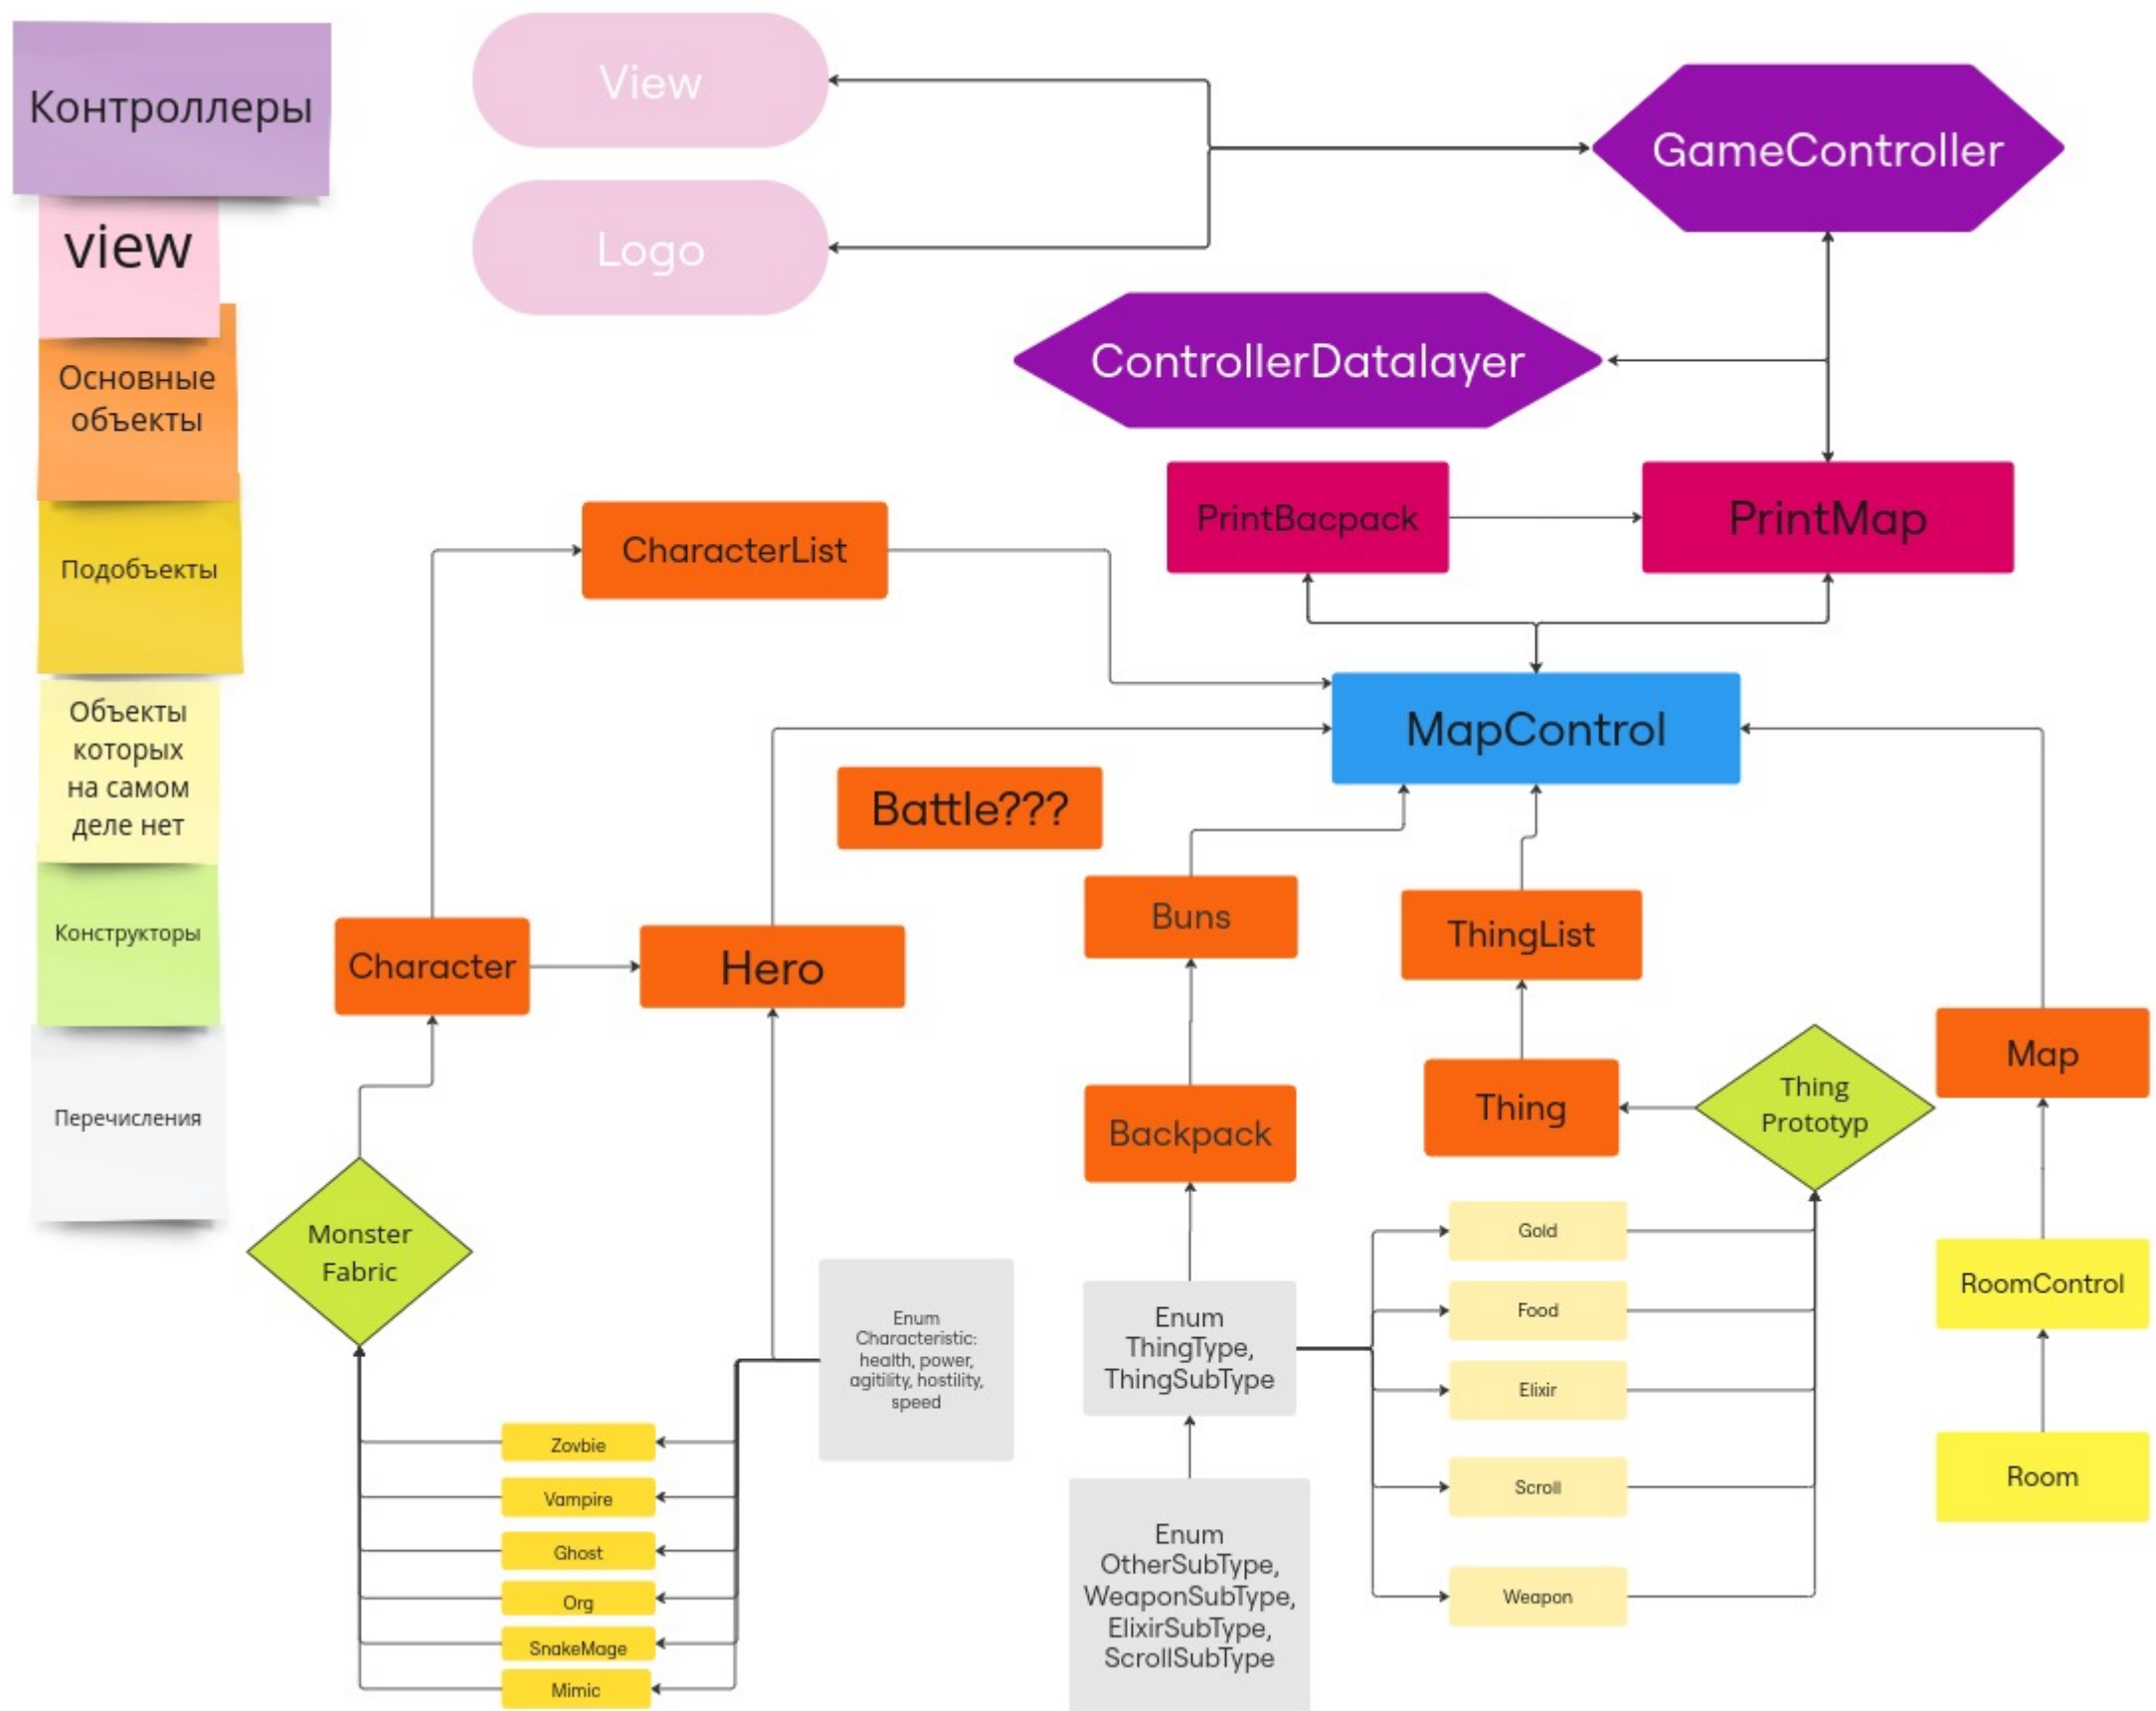 Контроллеры
view
Основные
объекты
Подобъекты
Объекты
которых
на самом
деле нет
Конструкторы
Перечисления
View
Logo
GameController
ControllerDatalayer
PrintBacpack
PrintMap
CharacterList
MapControl
Battle???
Character
Hero
Buns
ThingList
Backpack
Thing
Thing
Prototyp
Map
RoomControl
Room
Monster
Fabric
Enum
Characteristic:
health, power,
agitility, hostility,
speed
Enum
ThingType,
ThingSubType
Enum
OtherSubType,
WeaponSubType,
ElixirSubType,
ScrollSubType
Gold
Food
Elixir
Scroll
Weapon
Zovbie
Vampire
Ghost
Org
SnakeMage
Mimic